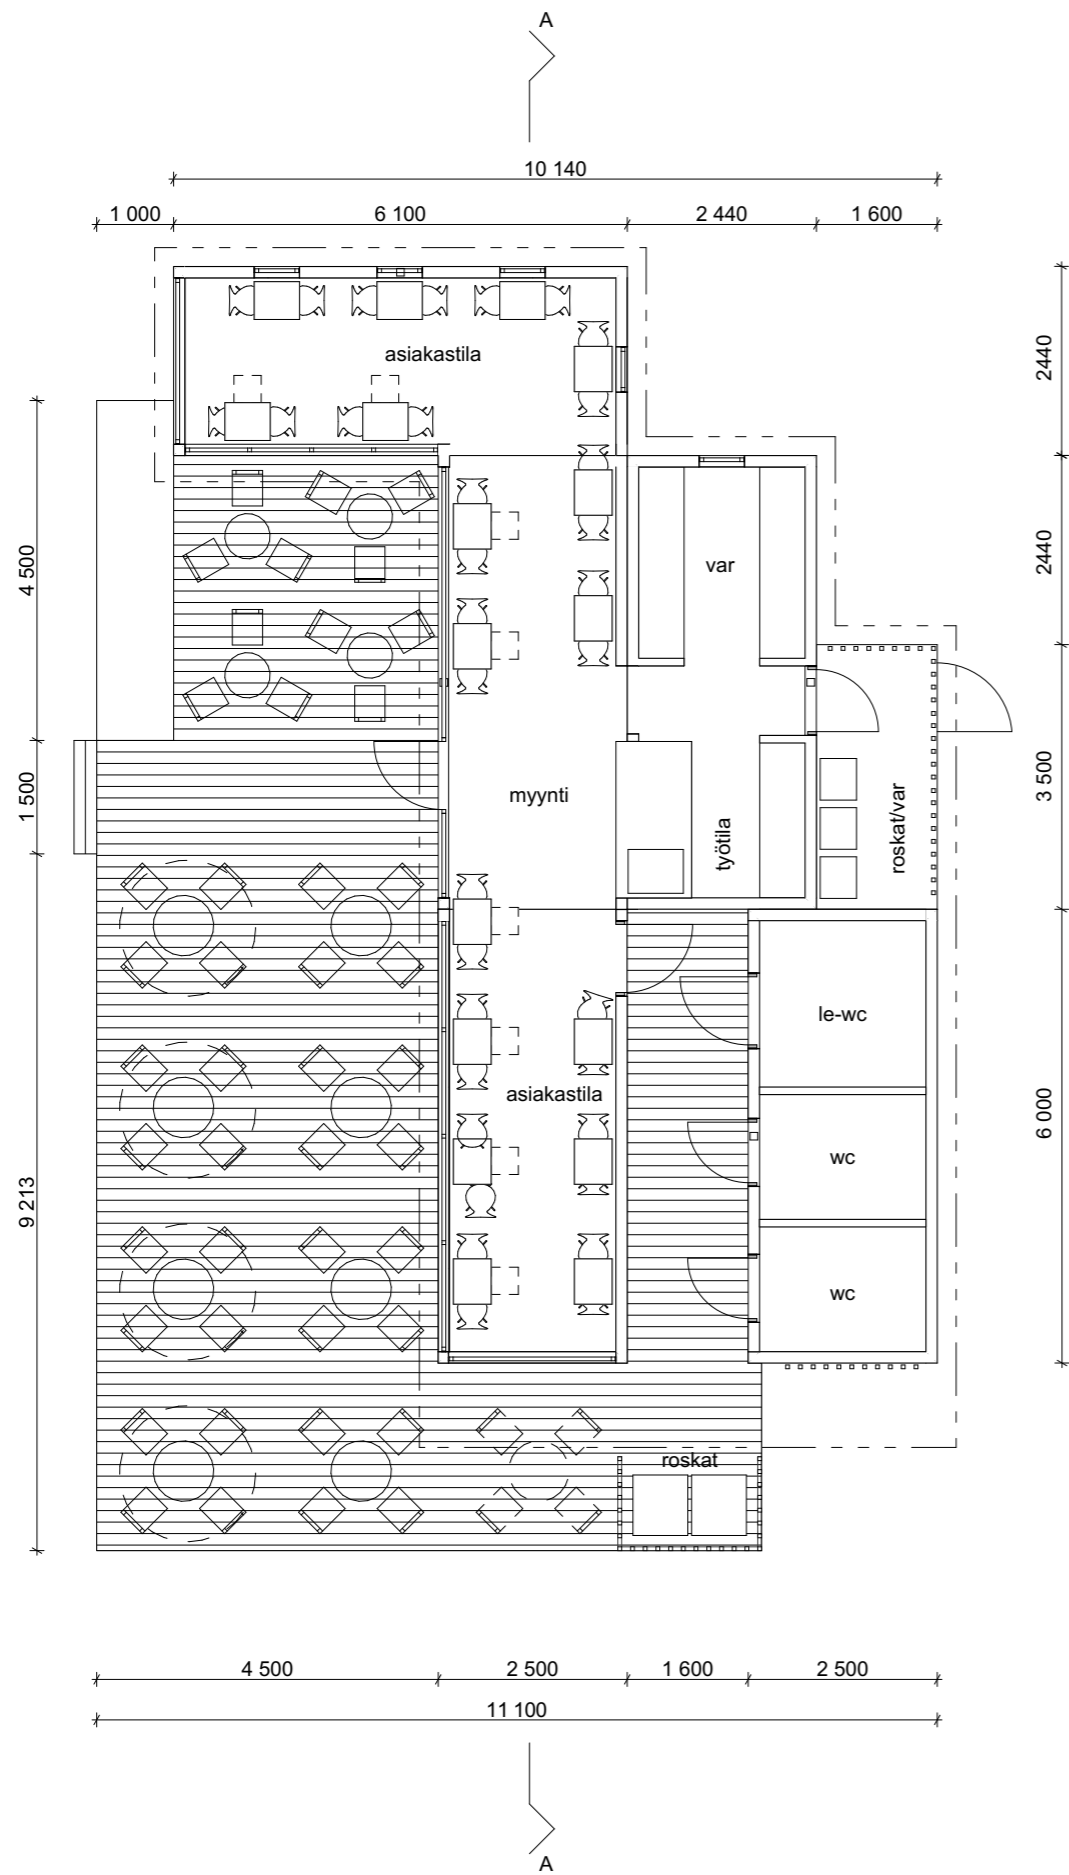 A
10 140
1 000
6 100
2 440
1 600
asiakastila
2440
4 500
var
2440
1 500
myynti
työtila
roskat/var
3 500
le-wc
asiakastila
6 000
wc
9 213
wc
roskat
4 500
2 500
1 600
2 500
11 100
A